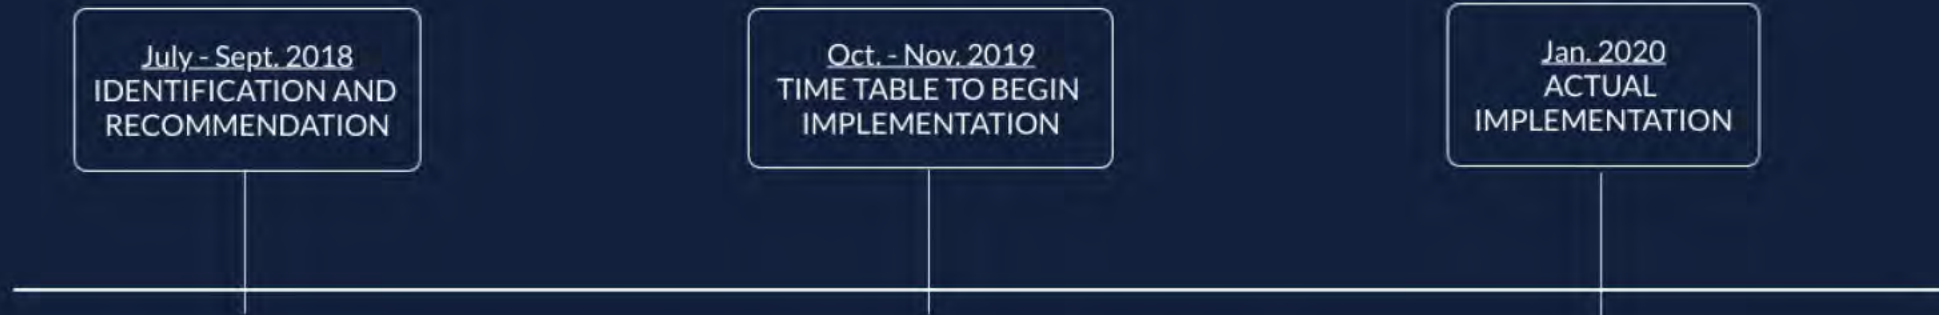 July - Sept. 2018
IDENTIFICATION AND
RECOMMENDATION
Oct. - Nov. 2019
TIME TABLE TO BEGIN
IMPLEMENTATION
Jan. 2020
ACTUAL
IMPLEMENTATION